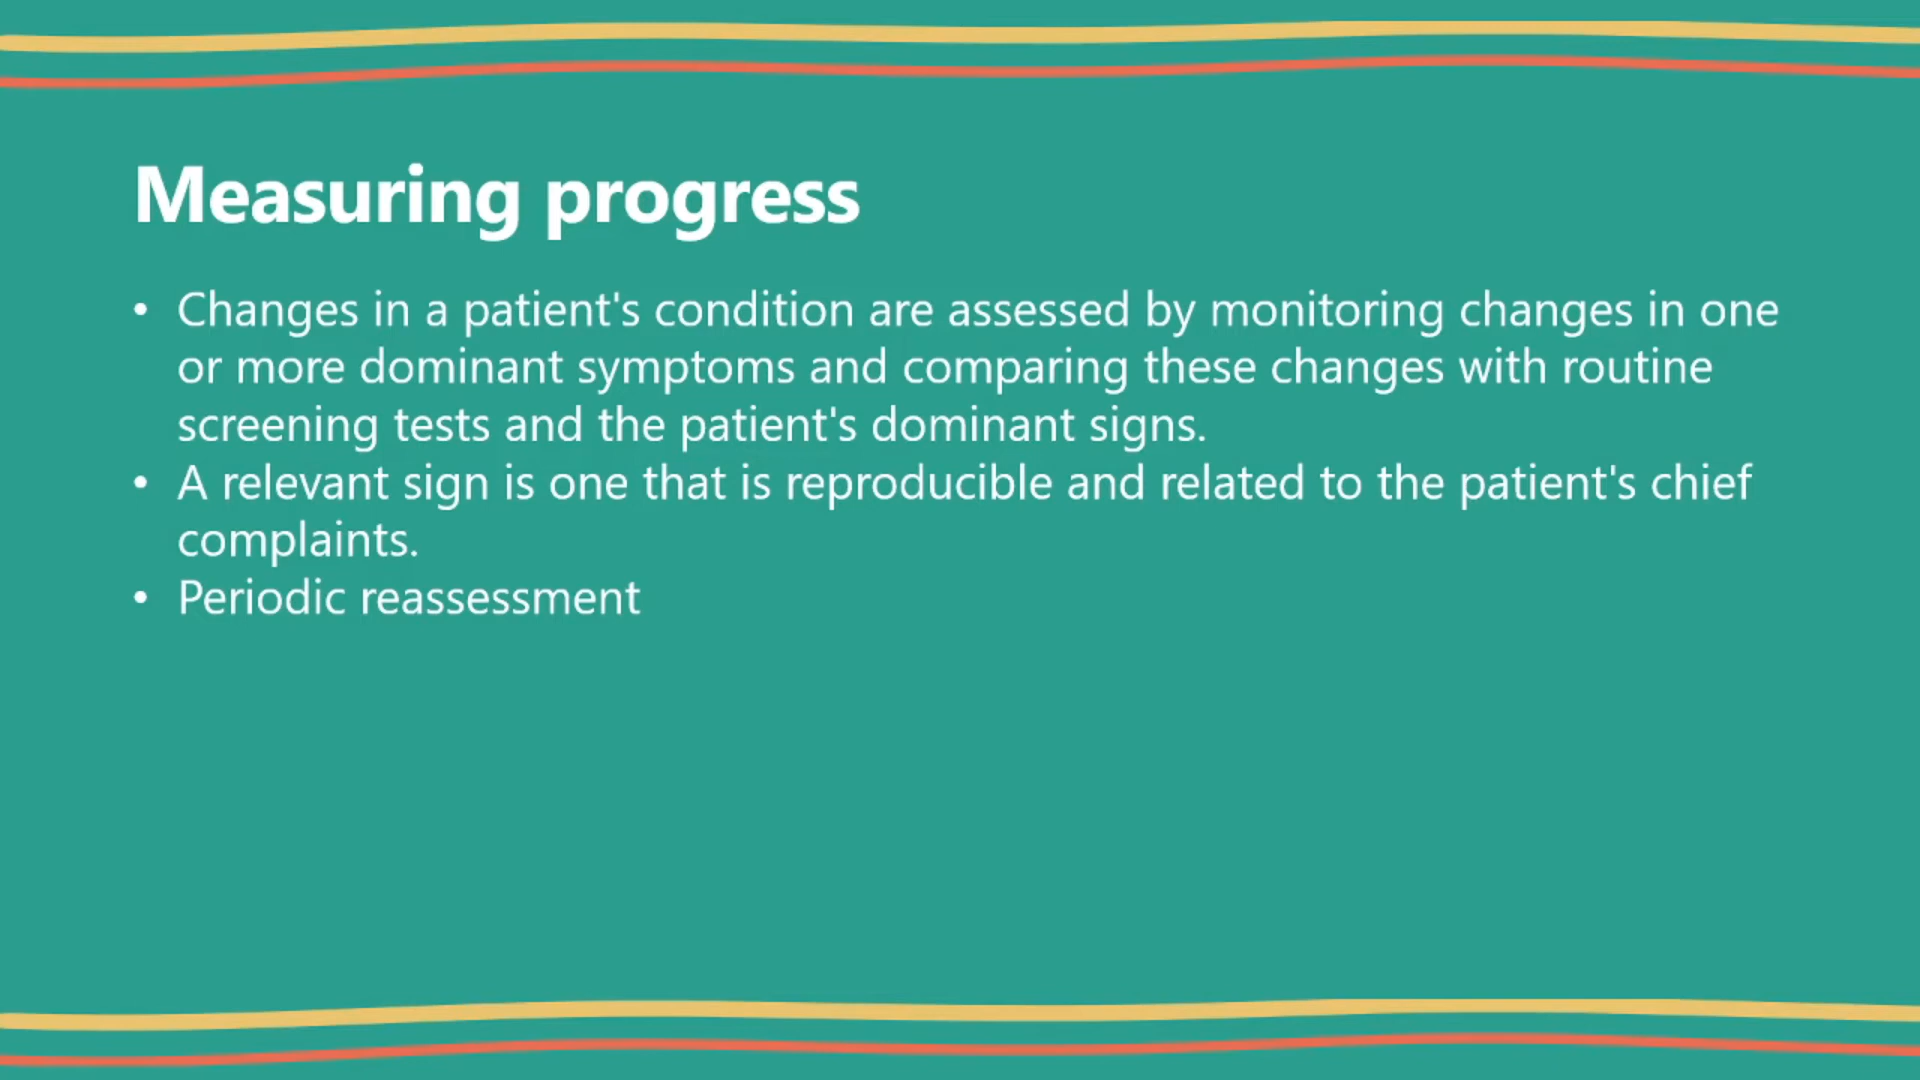 Measuring progress
• Changes in a patient's condition are assessed by monitoring changes in one
or more dominant symptoms and comparing these changes with routine
screening tests and the patient's dominant signs.
• A relevant sign is one that is reproducible and related to the patient's chief
complaints.
• Periodic reassessment